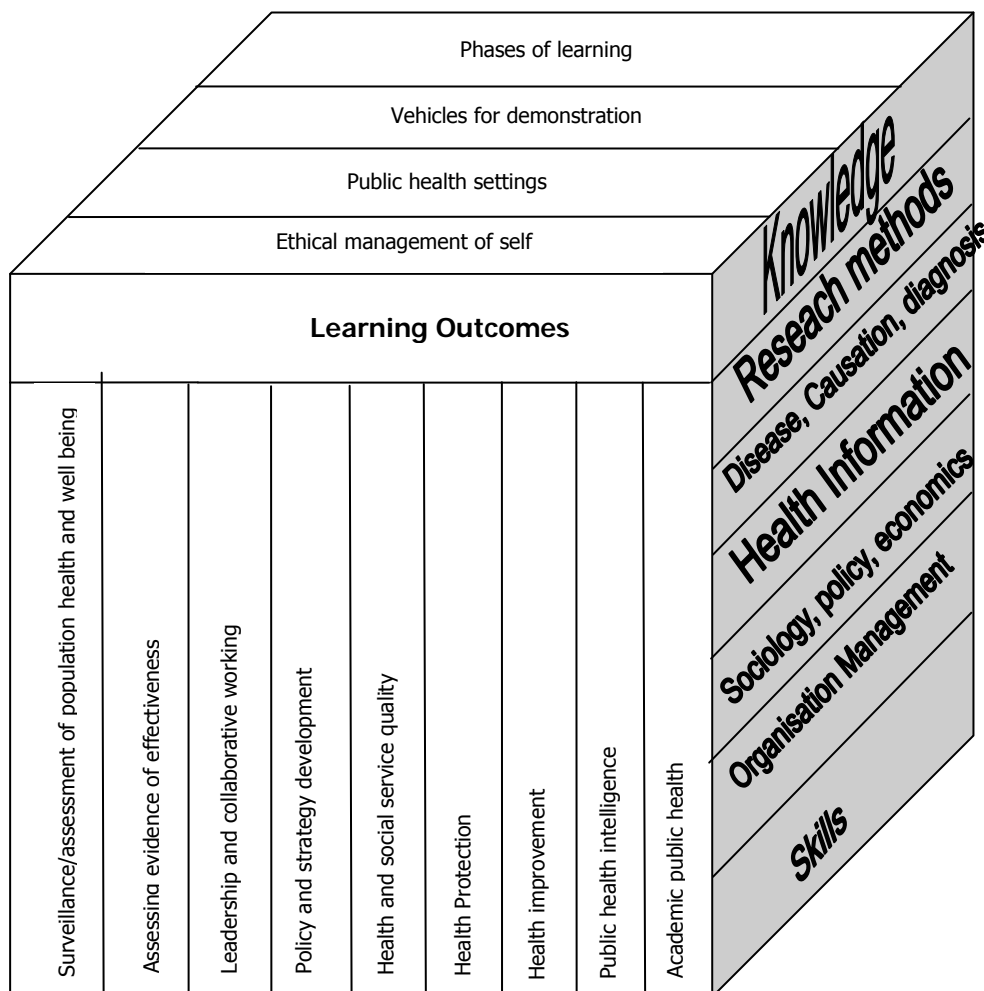 Phases of learning
Vehicles for demonstration
Public health settings
Ethical management of self
Learning Outcomes
Surveillance/assessment of population health and well being
Assessing evidence of effectiveness
Leadership and collaborative working
Policy and strategy development
Health and social service quality
Health Protection
Health improvement
Public health intelligence
Academic public health
Knowledge
Reseach methods
Disease, Causation, diagnosis
Health Information
Sociology, policy, economics
Organisation Management
Skills